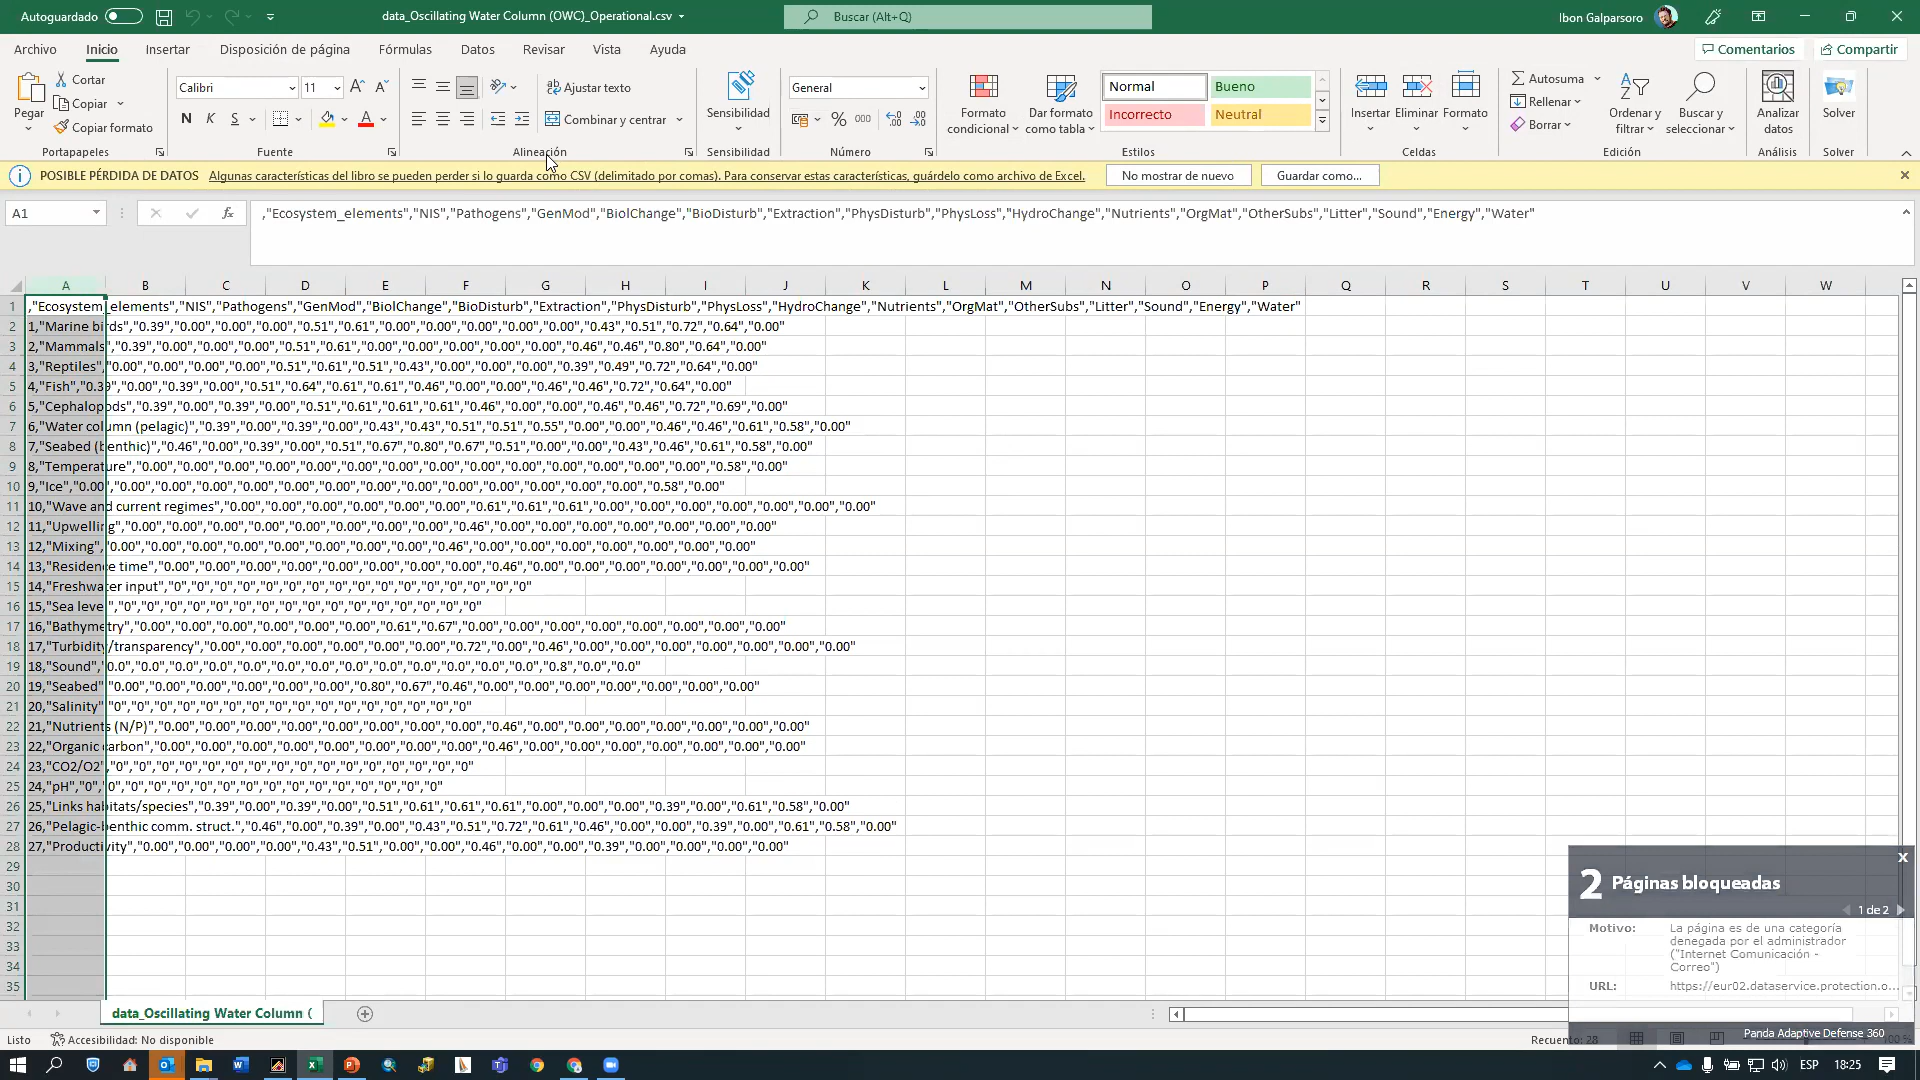 Autoguardado
data_Oscillating Water Column (OWC)_Operational.csv
Buscar (Alt+Q)
Ibon Galparsoro
Archivo Inicio Insertar Disposición de página Fórmulas Datos Revisar Vista Ayuda
Comentarios Compartir
Pegar
Cortar
Copiar
Copiar formato
Portapapeles
Calibri 11
N K S
Fuente
Ajustar texto
Combinar y centrar
Alineación
Sensibilidad
Sensibilidad
General
% 000
Número
Formato condicional
Dar formato como tabla
Normal Bueno
Incorrecto Neutral
Estilos
Insertar Eliminar Formato
Celdas
Autosuma
Rellenar
Borrar
Ordenar y filtrar
Buscar y seleccionar
Edición
Analizar datos
Análisis
Solver
Solver
POSIBLE PÉRDIDA DE DATOS Algunas características del libro se pueden perder si lo guarda como CSV (delimitado por comas). Para conservar estas características, guárdelo como archivo de Excel. No mostrar de nuevo Guardar como...
A1
,"Ecosystem_elements","NIS","Pathogens","GenMod","BiolChange","BioDisturb","Extraction","PhysDisturb","PhysLoss","HydroChange","Nutrients","OrgMat","OtherSubs","Litter","Sound","Energy","Water"
A B C D E F G H I J K L M N O P Q R S T U V W
1 ,"Ecosystem_elements","NIS","Pathogens","GenMod","BiolChange","BioDisturb","Extraction","PhysDisturb","PhysLoss","HydroChange","Nutrients","OrgMat","OtherSubs","Litter","Sound","Energy","Water"
2 1,"Marine birds","0.39","0.00","0.00","0.00","0.51","0.61","0.00","0.00","0.00","0.00","0.00","0.43","0.51","0.72","0.64","0.00"
3 2,"Mammals","0.39","0.00","0.00","0.00","0.51","0.61","0.00","0.00","0.00","0.00","0.00","0.46","0.46","0.80","0.64","0.00"
4 3,"Reptiles","0.00","0.00","0.00","0.00","0.51","0.61","0.51","0.43","0.00","0.00","0.00","0.39","0.49","0.72","0.64","0.00"
5 4,"Fish","0.39","0.00","0.39","0.00","0.51","0.64","0.61","0.61","0.46","0.00","0.00","0.46","0.46","0.72","0.64","0.00"
6 5,"Cephalopods","0.39","0.00","0.39","0.00","0.51","0.61","0.61","0.61","0.46","0.00","0.00","0.46","0.46","0.72","0.69","0.00"
7 6,"Water column (pelagic)","0.39","0.00","0.39","0.00","0.43","0.43","0.51","0.51","0.55","0.00","0.00","0.46","0.46","0.61","0.58","0.00"
8 7,"Seabed (benthic)","0.46","0.00","0.39","0.00","0.51","0.67","0.80","0.67","0.51","0.00","0.00","0.43","0.46","0.61","0.58","0.00"
9 8,"Temperature","0.00","0.00","0.00","0.00","0.00","0.00","0.00","0.00","0.00","0.00","0.00","0.00","0.00","0.00","0.58","0.00"
10 9,"Ice","0.00","0.00","0.00","0.00","0.00","0.00","0.00","0.00","0.00","0.00","0.00","0.00","0.00","0.00","0.58","0.00"
11 10,"Wave and current regimes","0.00","0.00","0.00","0.00","0.00","0.00","0.61","0.61","0.61","0.00","0.00","0.00","0.00","0.00","0.00","0.00"
12 11,"Upwelling","0.00","0.00","0.00","0.00","0.00","0.00","0.00","0.00","0.46","0.00","0.00","0.00","0.00","0.00","0.00","0.00"
13 12,"Mixing","0.00","0.00","0.00","0.00","0.00","0.00","0.00","0.00","0.46","0.00","0.00","0.00","0.00","0.00","0.00","0.00"
14 13,"Residence time","0.00","0.00","0.00","0.00","0.00","0.00","0.00","0.00","0.46","0.00","0.00","0.00","0.00","0.00","0.00","0.00"
15 14,"Freshwater input","0","0","0","0","0","0","0","0","0","0","0","0","0","0","0","0"
16 15,"Sea level","0","0","0","0","0","0","0","0","0","0","0","0","0","0","0","0"
17 16,"Bathymetry","0.00","0.00","0.00","0.00","0.00","0.00","0.61","0.67","0.00","0.00","0.00","0.00","0.00","0.00","0.00","0.00"
18 17,"Turbidity/transparency","0.00","0.00","0.00","0.00","0.00","0.00","0.72","0.00","0.46","0.00","0.00","0.00","0.00","0.00","0.00","0.00"
19 18,"Sound","0.0","0.0","0.0","0.0","0.0","0.0","0.0","0.0","0.0","0.0","0.0","0.0","0.0","0.8","0.0","0.0"
20 19,"Seabed","0.00","0.00","0.00","0.00","0.00","0.00","0.80","0.67","0.46","0.00","0.00","0.00","0.00","0.00","0.00","0.00"
21 20,"Salinity","0","0","0","0","0","0","0","0","0","0","0","0","0","0","0","0"
22 21,"Nutrients (N/P)","0.00","0.00","0.00","0.00","0.00","0.00","0.00","0.00","0.46","0.00","0.00","0.00","0.00","0.00","0.00","0.00"
23 22,"Organic carbon","0.00","0.00","0.00","0.00","0.00","0.00","0.00","0.00","0.46","0.00","0.00","0.00","0.00","0.00","0.00","0.00"
24 23,"CO2/O2","0","0","0","0","0","0","0","0","0","0","0","0","0","0","0","0"
25 24,"pH","0","0","0","0","0","0","0","0","0","0","0","0","0","0","0","0"
26 25,"Links habitats/species","0.39","0.00","0.39","0.00","0.51","0.61","0.61","0.61","0.00","0.00","0.00","0.39","0.00","0.61","0.58","0.00"
27 26,"Pelagic-benthic comm. struct.","0.46","0.00","0.39","0.00","0.43","0.51","0.72","0.61","0.46","0.00","0.00","0.39","0.00","0.61","0.58","0.00"
28 27,"Productivity","0.00","0.00","0.00","0.00","0.43","0.51","0.00","0.00","0.46","0.00","0.00","0.39","0.00","0.00","0.00","0.00"
29
30
31
32
33
34
35
2 Páginas bloqueadas
1 de 2
Motivo: La página es de una categoría
denegada por el administrador
("Internet Comunicación -
Correo")
URL: https://eur02.dataservice.protection.o...
Panda Adaptive Defense 360
data_Oscillating Water Column (
Listo Accesibilidad: No disponible
Recuento: 28
100 %
ESP 18:25